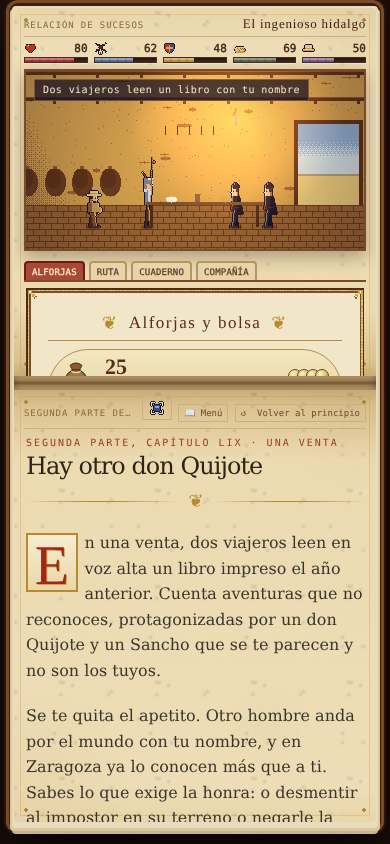 RELACIÓN DE SUCESOS
El ingenioso hidalgo
80 62 48 69 50
Dos viajeros leen un libro con tu nombre
ALFORJAS RUTA CUADERNO COMPAÑÍA
Alforjas y bolsa
25
SEGUNDA PARTE DE…
Menú
Volver al principio
SEGUNDA PARTE, CAPÍTULO LIX · UNA VENTA
Hay otro don Quijote
En una venta, dos viajeros leen en
voz alta un libro impreso el año
anterior. Cuenta aventuras que no
reconoces, protagonizadas por un don
Quijote y un Sancho que se te parecen y
no son los tuyos.
Se te quita el apetito. Otro hombre anda
por el mundo con tu nombre, y en
Zaragoza ya lo conocen más que a ti.
Sabes lo que exige la honra: o desmentir
al impostor en su terreno o negarle la